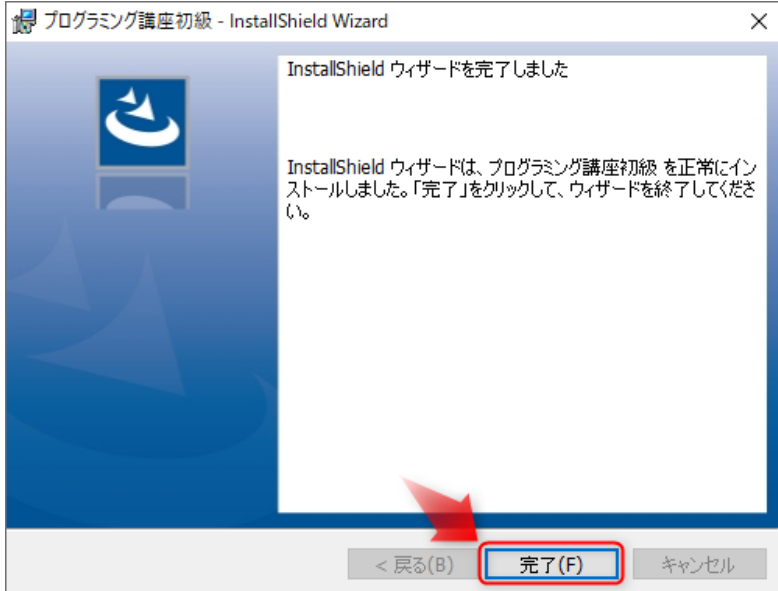 プログラミング講座初級 - InstallShield Wizard
InstallShield ウィザードを完了しました
InstallShield ウィザードは、プログラミング講座初級 を正常にイン
ストールしました。「完了」をクリックして、ウィザードを終了してくださ
い。
< 戻る(B)
完了(F)
キャンセル